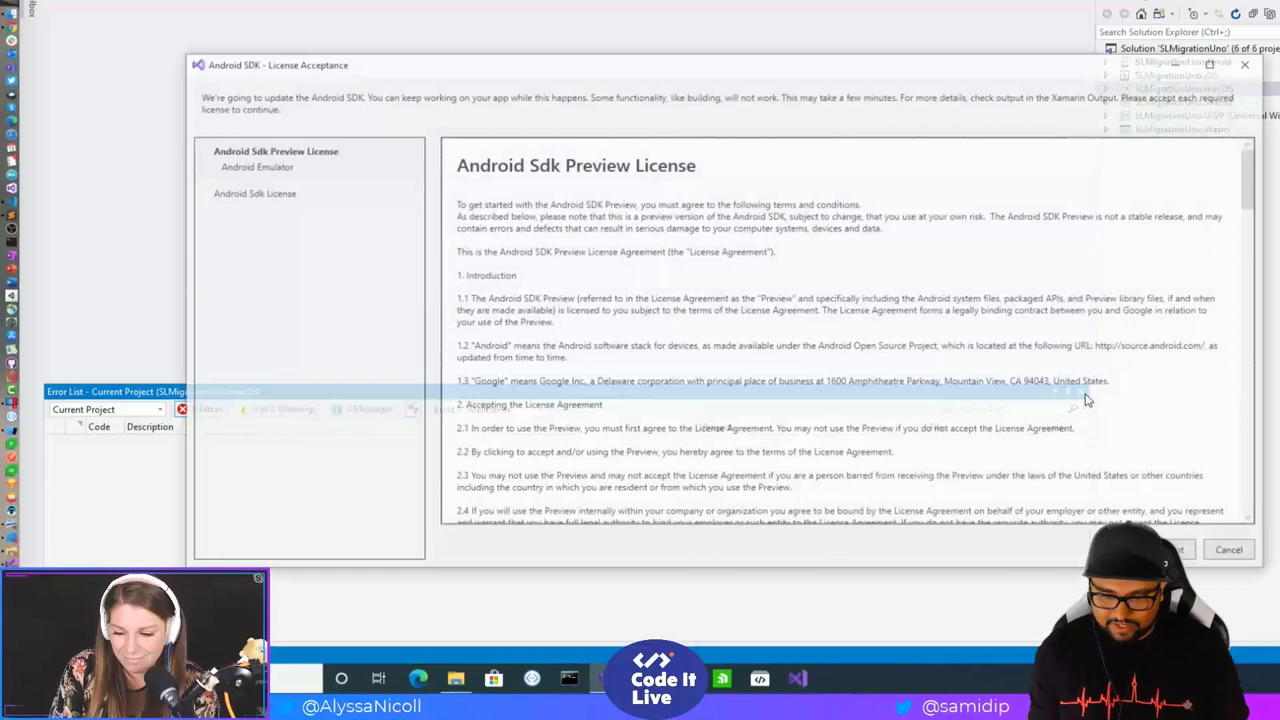 Search Solution Explorer (Ctrl+;)
Solution 'SLMigrationUno' (6 of 6 proje
Android SDK - License Acceptance
We're going to update the Android SDK. You can keep working on your app while this happens. Some functionality, like building, will not work. This may take a few minutes. For more details, check output in the Xamarin Output. Please accept each required
license to continue.
Android Sdk Preview License
Android Emulator
Android Sdk License
Android Sdk Preview License
To get started with the Android SDK Preview, you must agree to the following terms and conditions.
As described below, please note that this is a preview version of the Android SDK, subject to change, that you use at your own risk. The Android SDK Preview is not a stable release, and may
contain errors and defects that can result in serious damage to your computer systems, devices and data.
This is the Android SDK Preview License Agreement (the "License Agreement").
1. Introduction
1.1 The Android SDK Preview (referred to in the License Agreement as the "Preview" and specifically including the Android system files, packaged APIs, and Preview library files, if and when
they are made available) is licensed to you subject to the terms of the License Agreement. The License Agreement forms a legally binding contract between you and Google in relation to
your use of the Preview.
1.2 "Android" means the Android software stack for devices, as made available under the Android Open Source Project, which is located at the following URL: http://source.android.com/, as
updated from time to time.
1.3 "Google" means Google Inc., a Delaware corporation with principal place of business at 1600 Amphitheatre Parkway, Mountain View, CA 94043, United States.
2. Accepting the License Agreement
2.1 In order to use the Preview, you must first agree to the License Agreement. You may not use the Preview if you do not accept the License Agreement.
2.2 By clicking to accept and/or using the Preview, you hereby agree to the terms of the License Agreement.
2.3 You may not use the Preview and may not accept the License Agreement if you are a person barred from receiving the Preview under the laws of the United States or other countries
including the country in which you are resident or from which you use the Preview.
2.4 If you will use the Preview internally within your company or organization you agree to be bound by the License Agreement on behalf of your employer or other entity, and you represent
Error List - Current Project
Current Project
0 of 2 Warnings
0 Messages
Code
Description
Cancel
Code It
Live
@AlyssaNicoll
@samidip